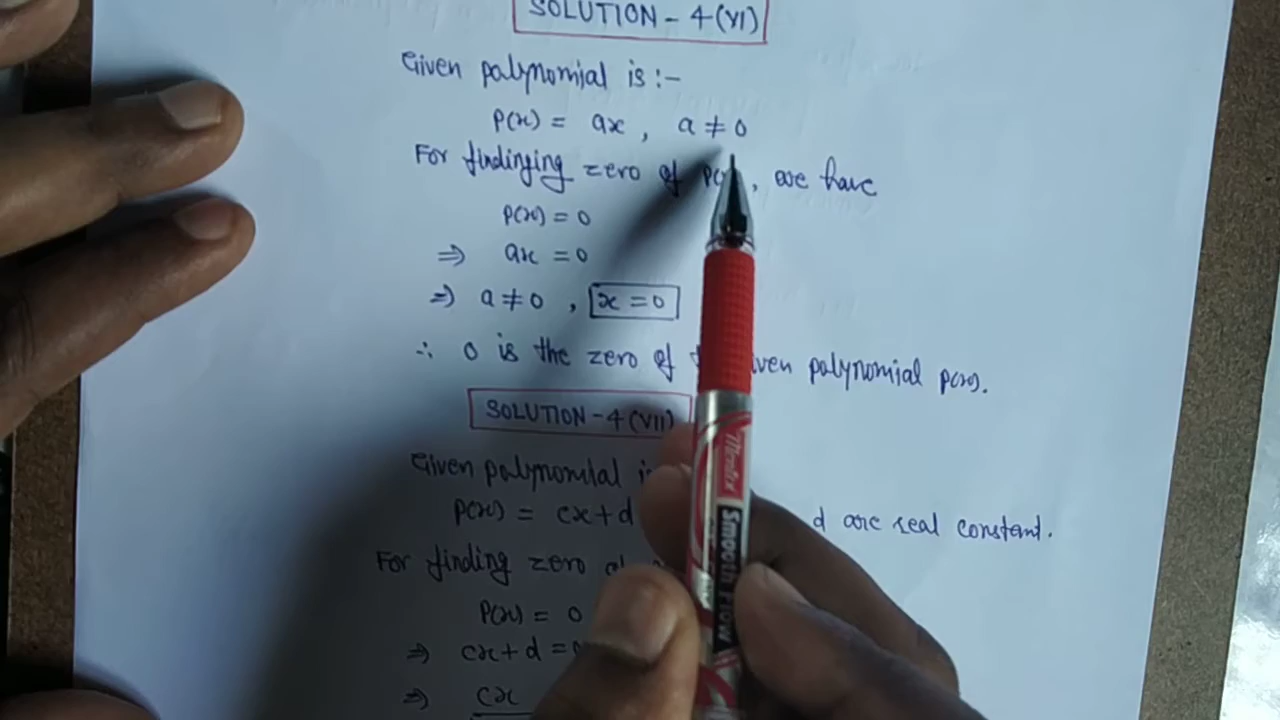 SOLUTION - 4(VI)
Given polynomial is :-
P(x) = ax , a ≠ 0
For findinging zero of , we have
P(x) = 0
⇒ ax = 0
⇒ a ≠ 0 , x = 0
∴ 0 is the zero of given polynomial p(x).
SOLUTION - 4(VII)
Given polynomial
P(x) = cx+d d are real constant.
For finding zero
P(x) = 0
⇒ cx+d =
⇒ cx
Montex
Smooth Flow